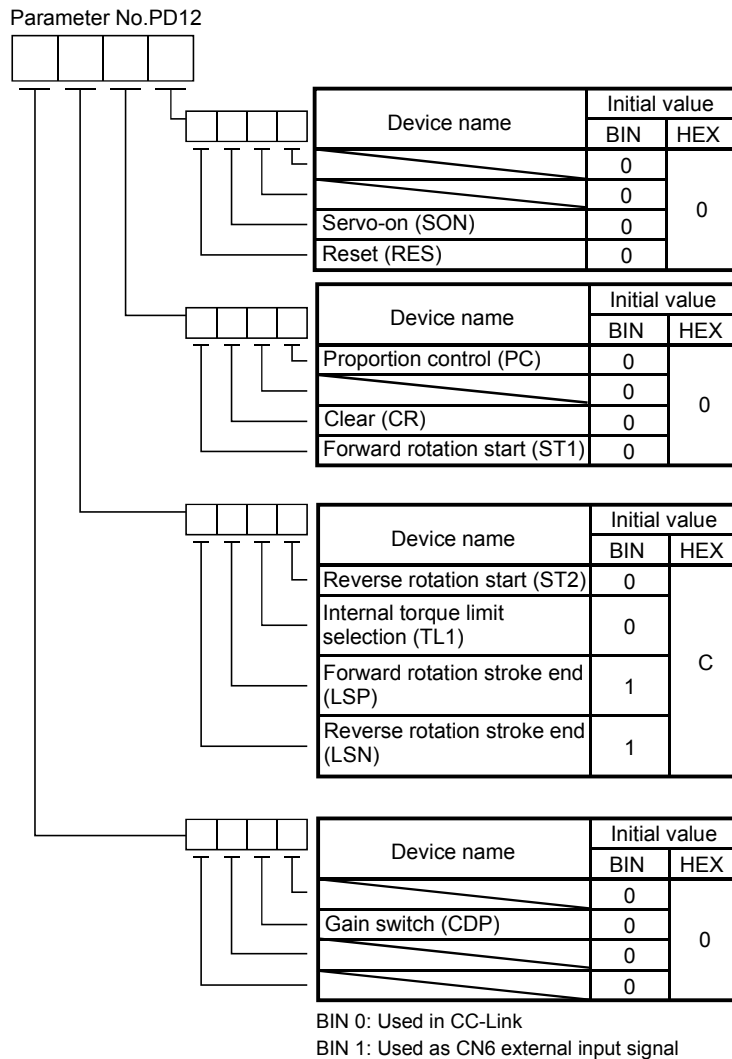 Parameter No.PD12
Device name
Initial value
BIN HEX
0
0
Servo-on (SON) 0
Reset (RES) 0
0
Device name
Initial value
BIN HEX
Proportion control (PC) 0
0
Clear (CR) 0
Forward rotation start (ST1) 0
0
Device name
Initial value
BIN HEX
Reverse rotation start (ST2) 0
Internal torque limit
selection (TL1) 0
Forward rotation stroke end
(LSP) 1
Reverse rotation stroke end
(LSN) 1
C
Device name
Initial value
BIN HEX
0
Gain switch (CDP) 0
0
0
0
BIN 0: Used in CC-Link
BIN 1: Used as CN6 external input signal